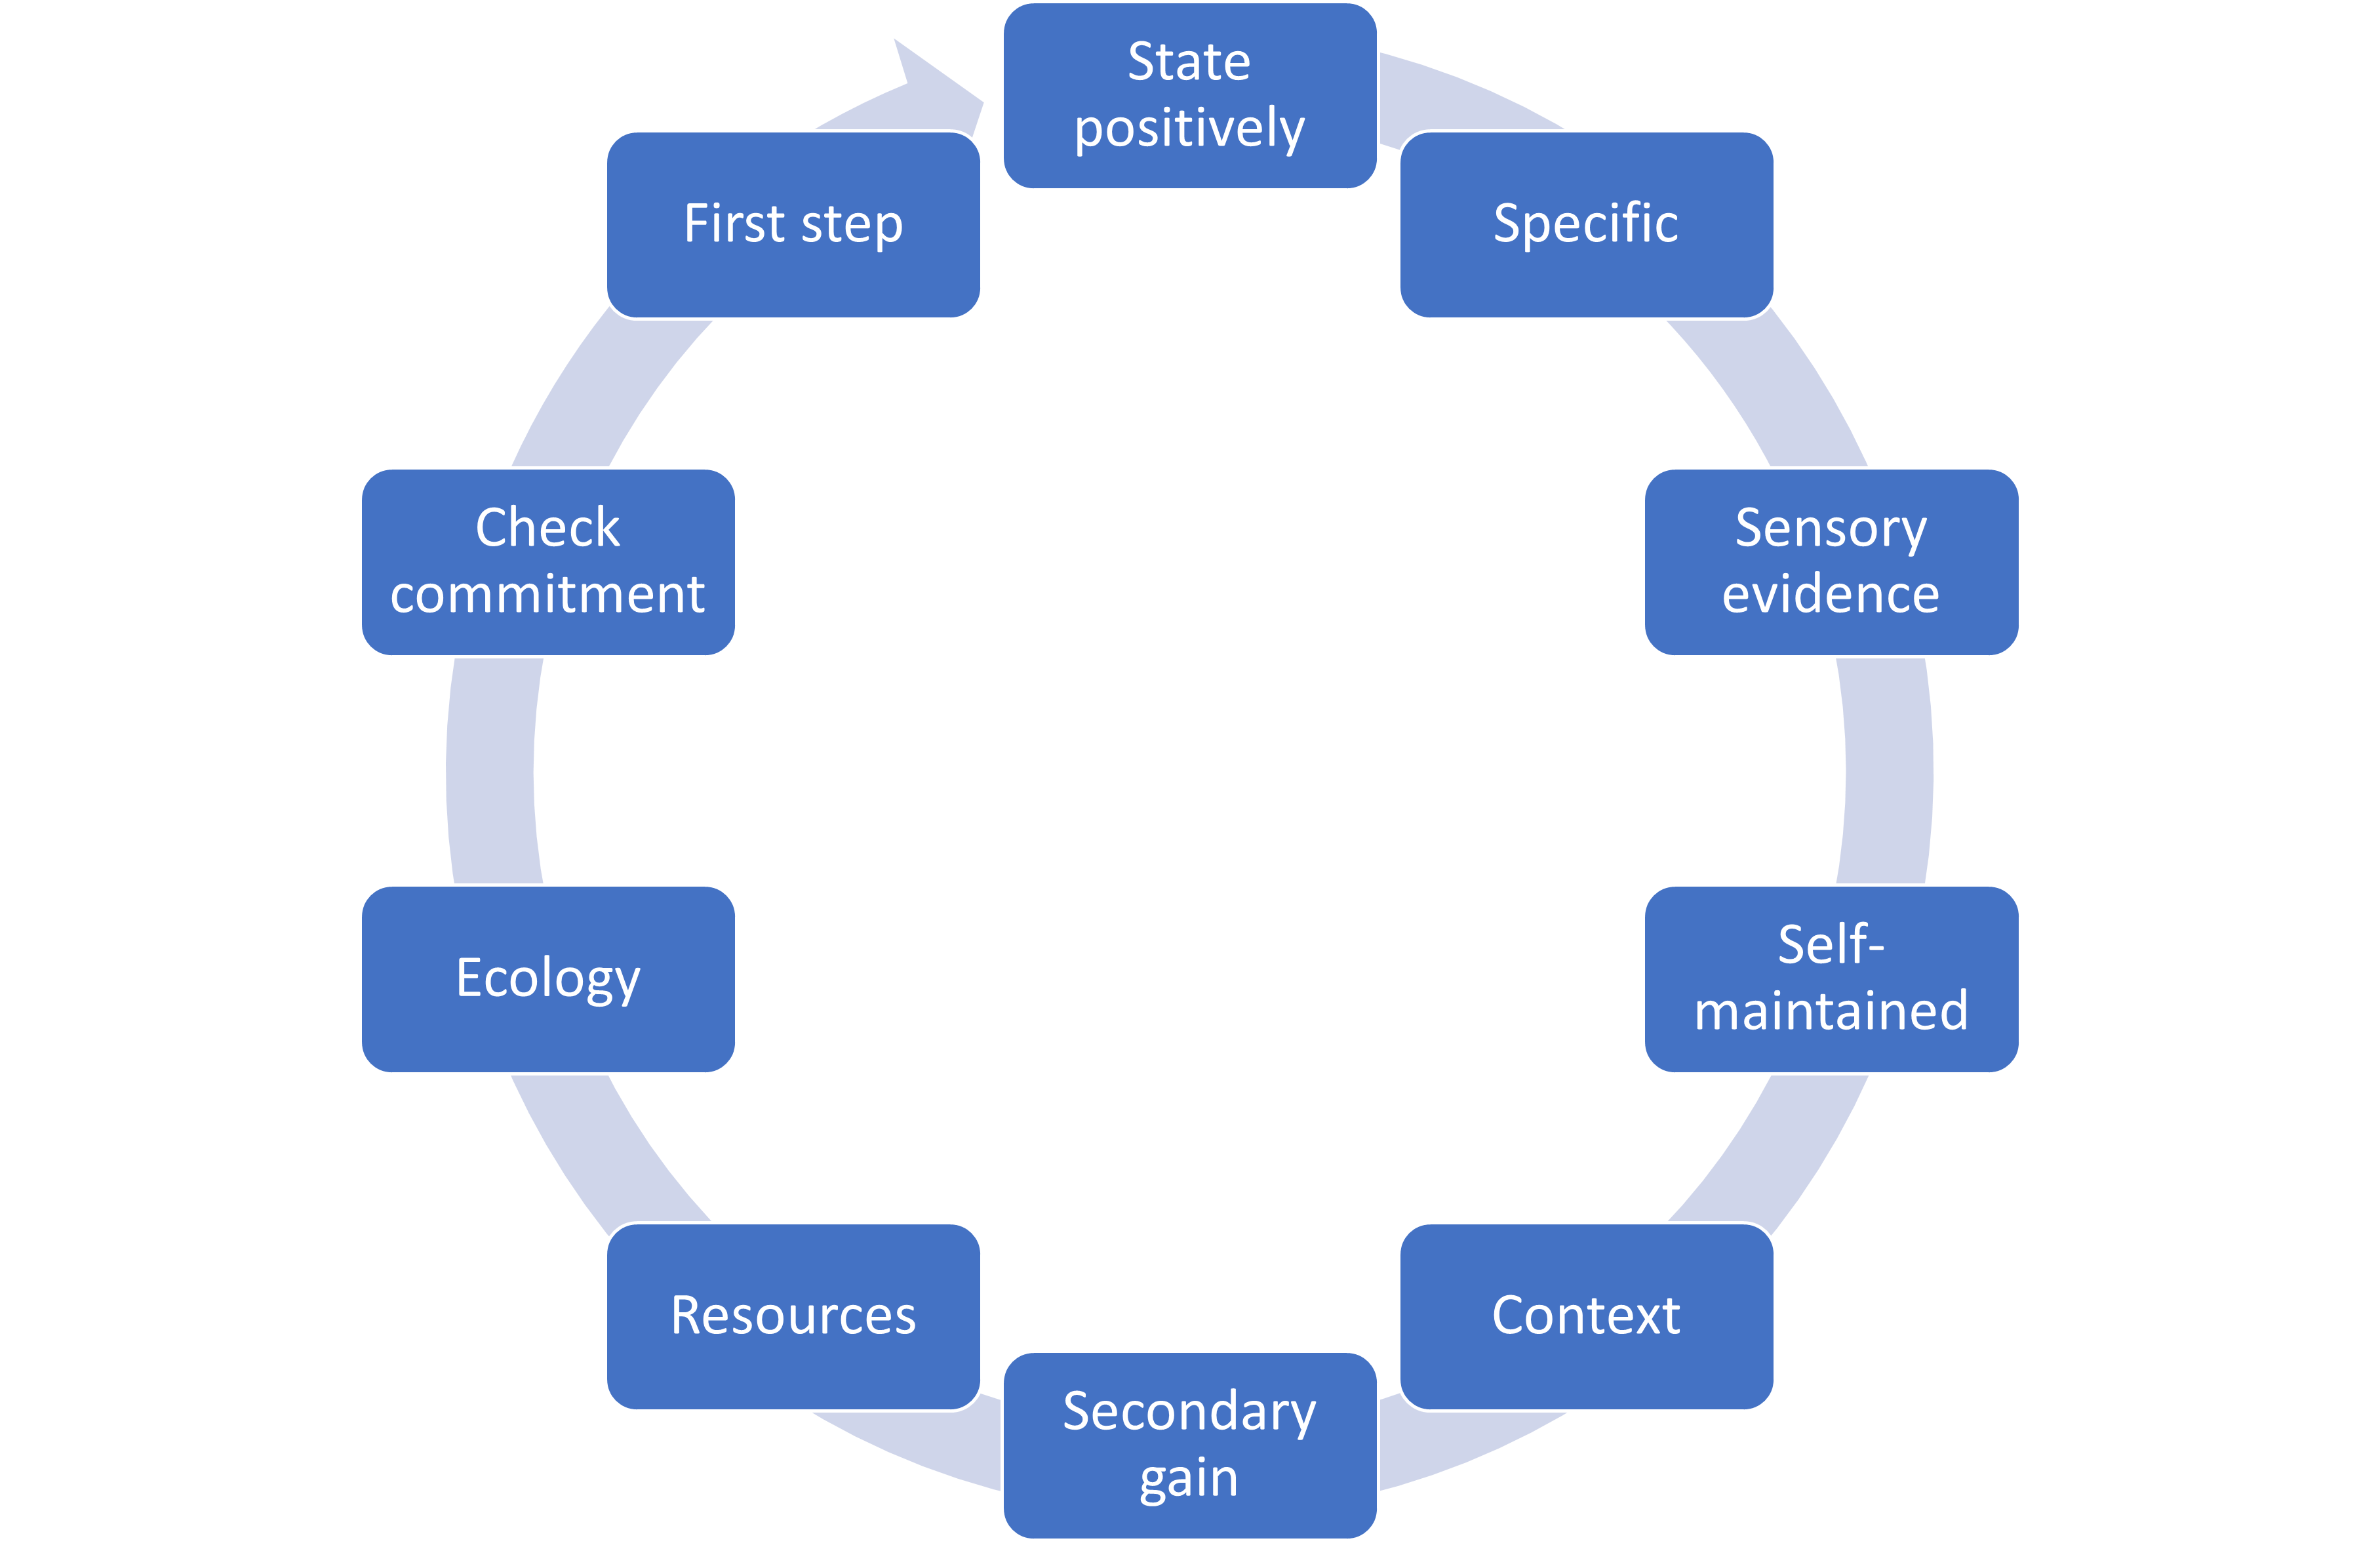 State
positively
Specific
Sensory
evidence
Self-
maintained
Context
Secondary
gain
Resources
Ecology
Check
commitment
First step